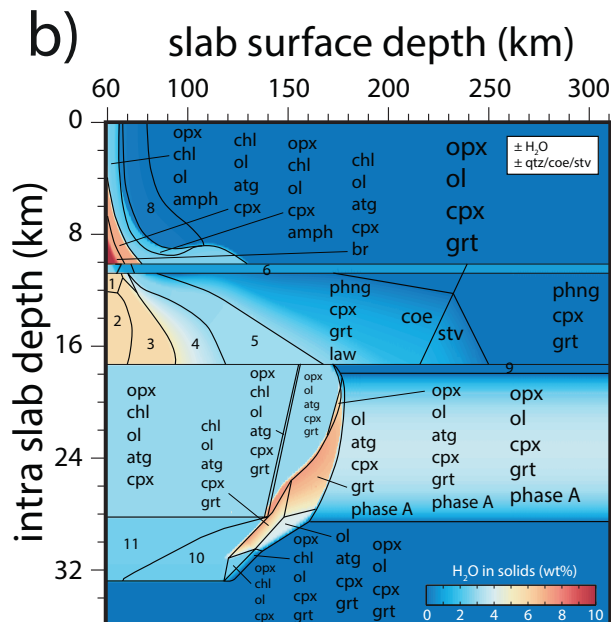 b)
slab surface depth (km)
60
100
150
200
250
300
intra slab depth (km)
0
8
16
24
32
opx
chl
ol
amph
chl
ol
atg
cpx
opx
chl
ol
cpx
amph
chl
ol
atg
cpx
br
opx
ol
cpx
grt
± H₂O
± qtz/coe/stv
8
6
1
2
3
4
5
phng
cpx
grt
law
coe
stv
phng
cpx
grt
9
opx
chl
ol
atg
cpx
chl
ol
atg
cpx
grt
opx
chl
ol
atg
cpx
grt
opx
ol
atg
cpx
grt
ol
atg
cpx
grt
phase A
opx
ol
atg
cpx
grt
phase A
opx
ol
cpx
grt
phase A
11
10
opx
chl
ol
cpx
grt
opx
chl
ol
cpx
grt
ol
atg
cpx
grt
opx
ol
cpx
grt
H₂O in solids (wt%)
0 2 4 6 8 10